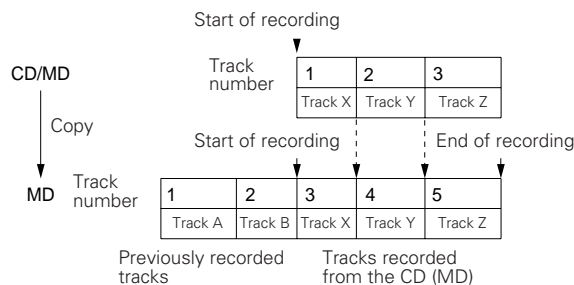 Start of recording
CD/MD
Track
number
1 2 3
Track X Track Y Track Z
Copy
Start of recording
End of recording
MD
Track
number
1 2 3 4 5
Track A Track B Track X Track Y Track Z
Previously recorded
tracks
Tracks recorded
from the CD (MD)